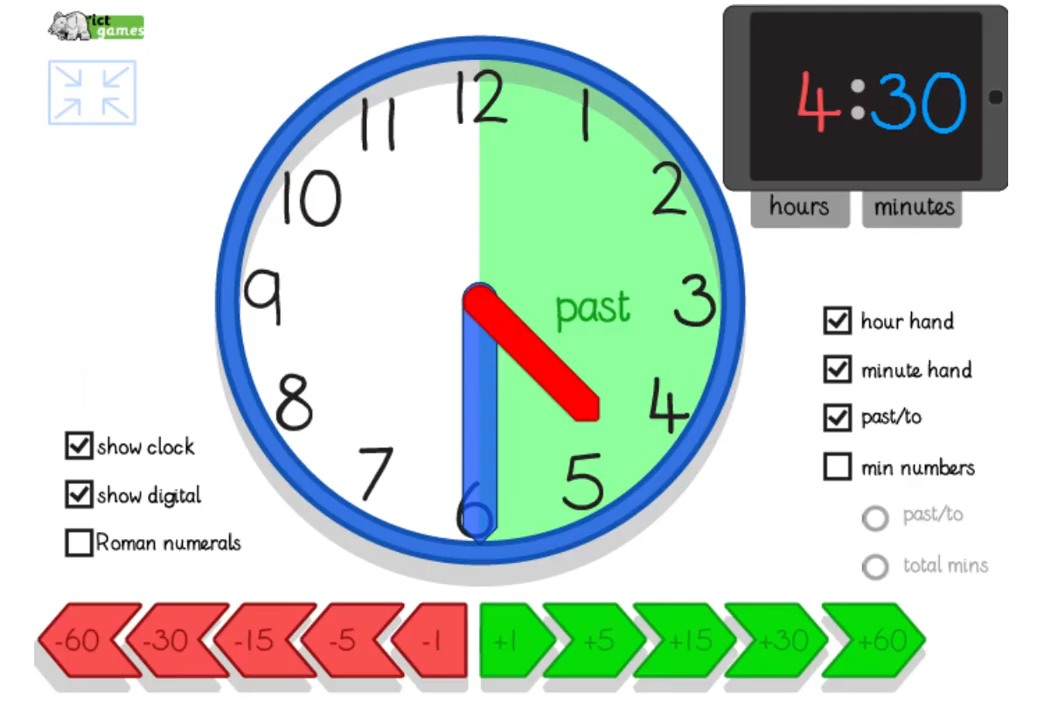 ict
games
4:30
hours
minutes
12
1
2
3
4
5
6
7
8
9
10
11
past
show clock
show digital
Roman numerals
hour hand
minute hand
past/to
min numbers
past/to
total mins
-60
-30
-15
-5
-1
+1
+5
+15
+30
+60